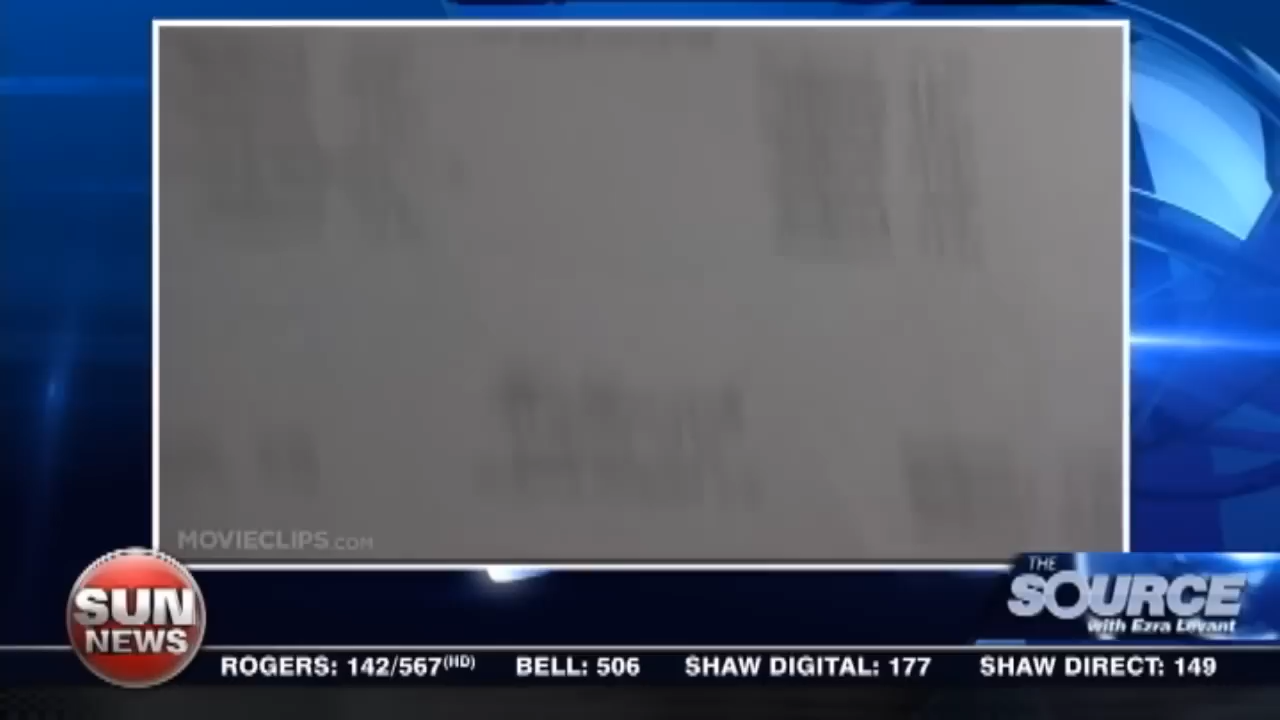 MOVIECLIPS.COM
THE
SOURCE
with Ezra Levant
SUN
NEWS
ROGERS: 142/567(HD) BELL: 506 SHAW DIGITAL: 177 SHAW DIRECT: 149